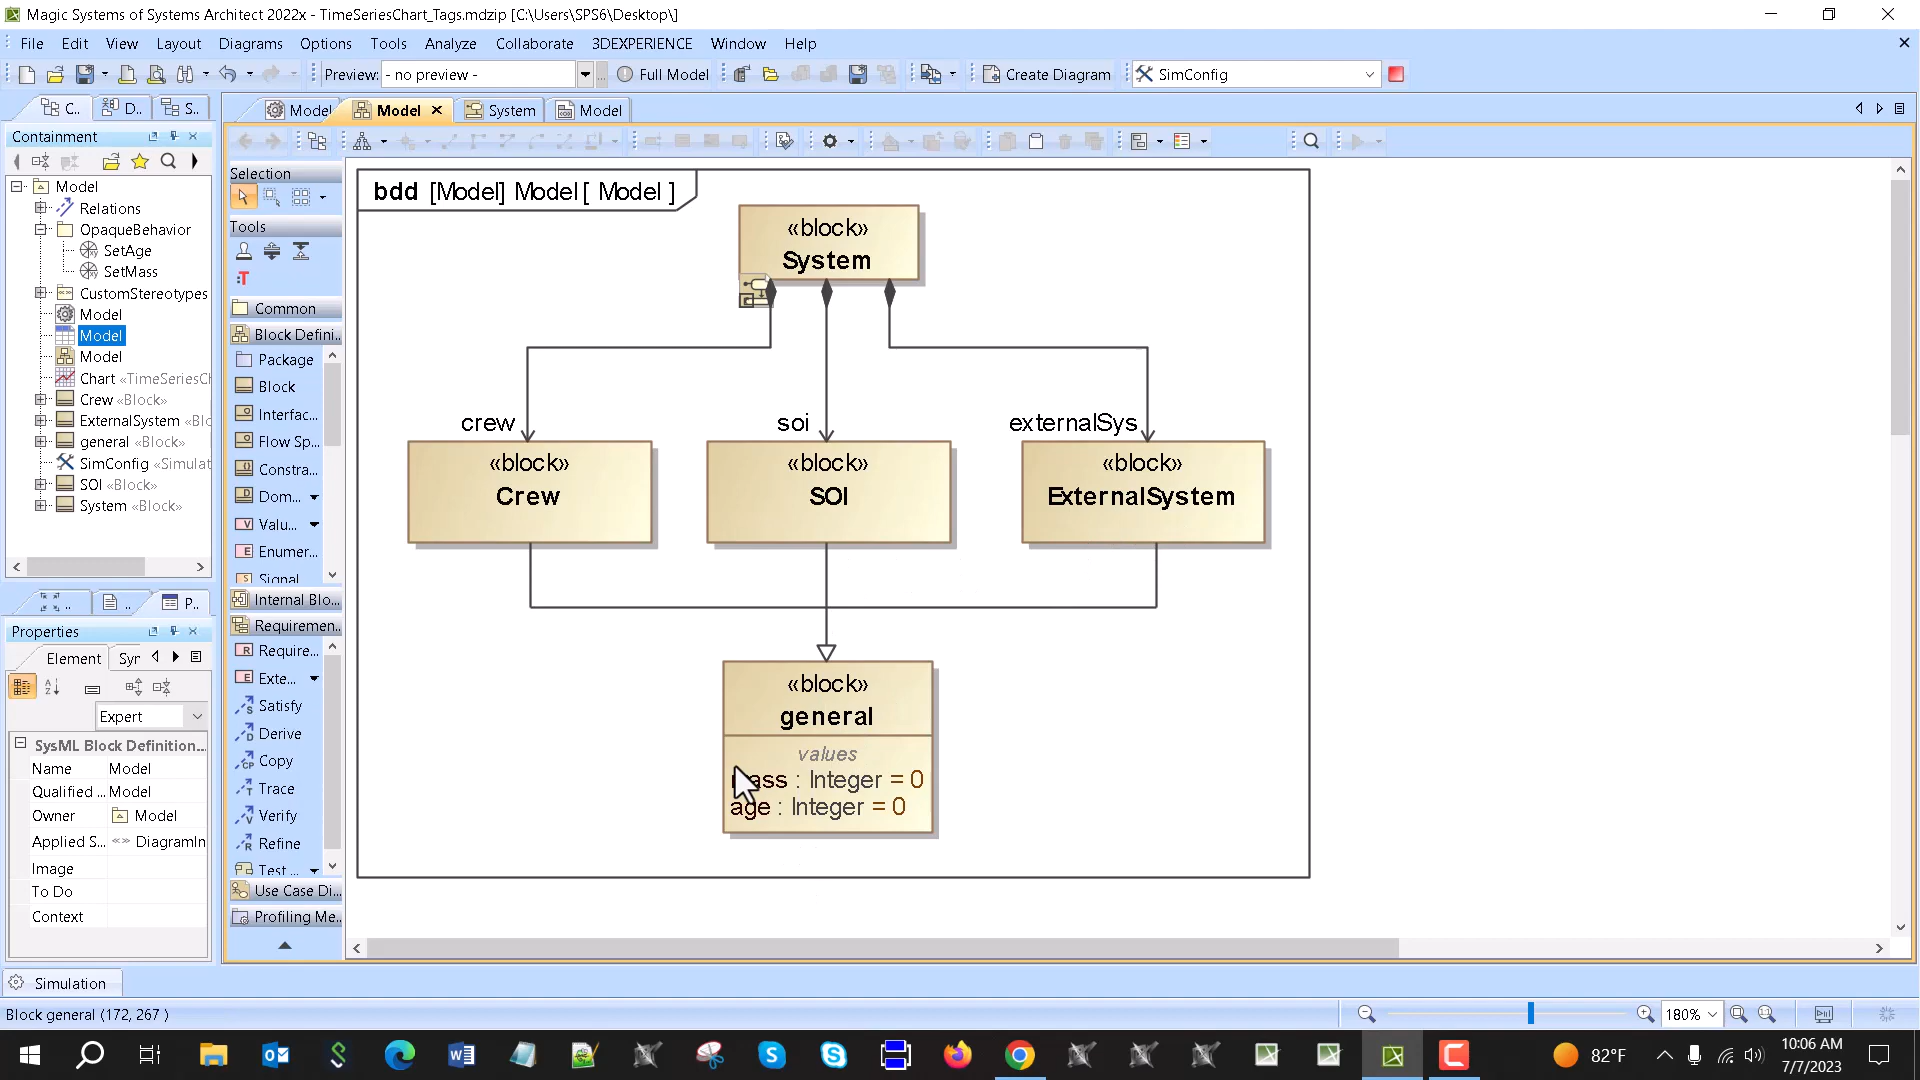 Magic Systems of Systems Architect 2022x - TimeSeriesChart_Tags.mdzip [C:\Users\SPS6\Desktop\]
File Edit View Layout Diagrams Options Tools Analyze Collaborate 3DEXPERIENCE Window Help
Preview: - no preview - Full Model Create Diagram SimConfig
C.. D.. S..
Model Model System Model
Containment
Model
Relations
OpaqueBehavior
SetAge
SetMass
CustomStereotypes
Model
Model
Model
Chart «TimeSeriesCh
Crew «Block»
ExternalSystem «Blo
general «Block»
SimConfig «Simulat
SOI «Block»
System «Block»
.. .. P..
Properties
Element Syr
Expert
SysML Block Definition...
Name Model
Qualified ... Model
Owner Model
Applied S... «» DiagramIn
Image
To Do
Context
Selection
Tools
:T
Common
Block Defini...
Package
Block
Interfac...
Flow Sp...
Constra...
Dom...
Valu...
Enumer...
Signal
Internal Blo...
Requiremen...
Require...
Exte...
Satisfy
Derive
Copy
Trace
Verify
Refine
Test ...
Use Case Di...
Profiling Me...
bdd [Model] Model [ Model ]
«block»
System
crew
soi
externalSys
«block»
Crew
«block»
SOI
«block»
ExternalSystem
«block»
general
values
mass : Integer = 0
age : Integer = 0
Simulation
Block general (172, 267 )
180%
82°F
10:06 AM
7/7/2023